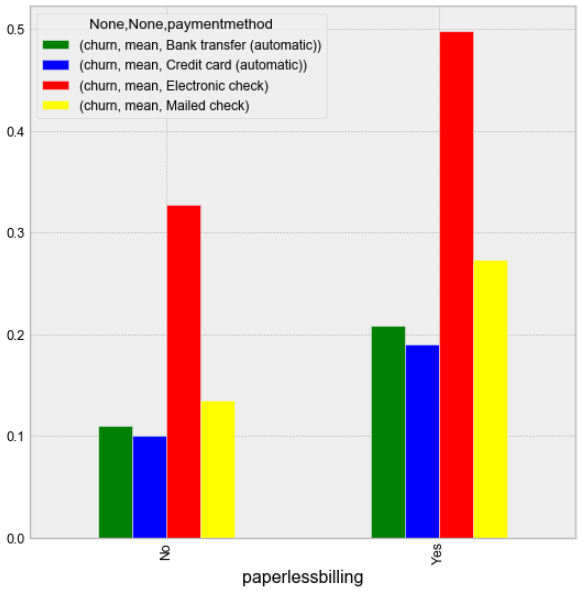 None,None,paymentmethod
(churn, mean, Bank transfer (automatic))
(churn, mean, Credit card (automatic))
(churn, mean, Electronic check)
(churn, mean, Mailed check)
0.5
0.4
0.3
0.2
0.1
0.0
No
Yes
paperlessbilling